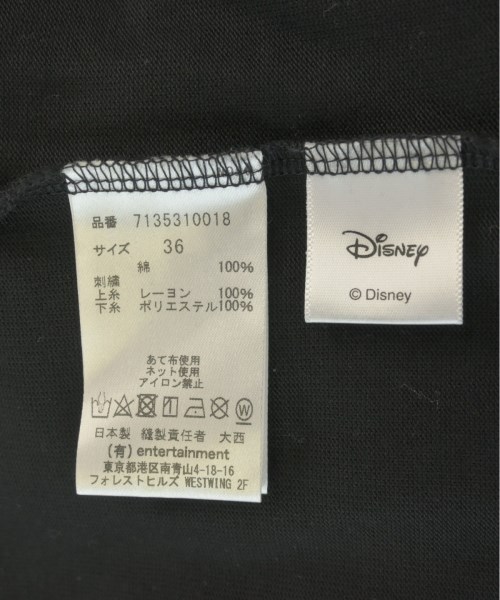 品番 7135310018
サイズ 36
綿 100%
刺繍
上糸 レーヨン 100%
下糸 ポリエステル100%
あて布使用
ネット使用
アイロン禁止
W
日本製 縫製責任者 大西
(有) entertainment
東京都港区南青山4-18-16
フォレストヒルズ WESTWING 2F
Disney
© Disney